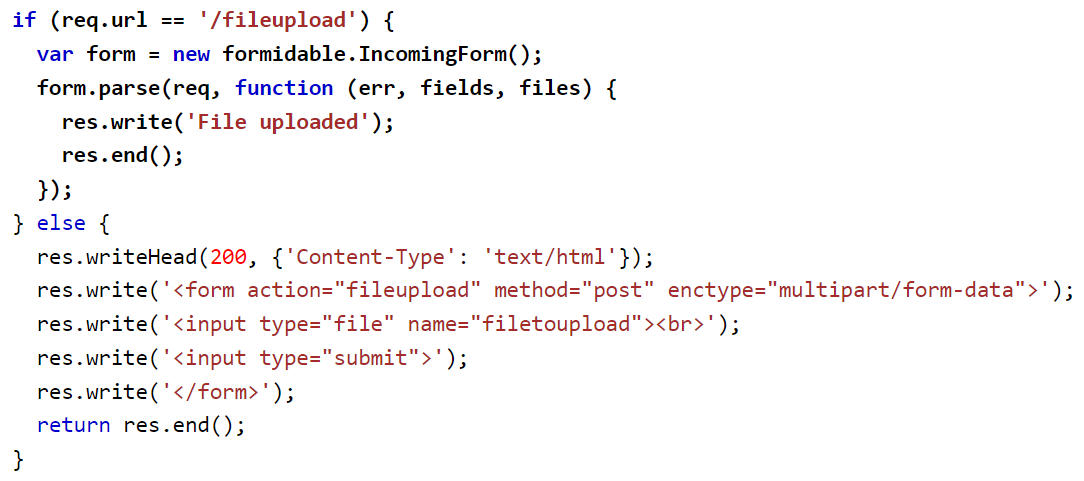 if (req.url == '/fileupload') {
  var form = new formidable.IncomingForm();
  form.parse(req, function (err, fields, files) {
    res.write('File uploaded');
    res.end();
  });
} else {
  res.writeHead(200, {'Content-Type': 'text/html'});
  res.write('<form action="fileupload" method="post" enctype="multipart/form-data">');
  res.write('<input type="file" name="filetoupload"><br>');
  res.write('<input type="submit">');
  res.write('</form>');
  return res.end();
}